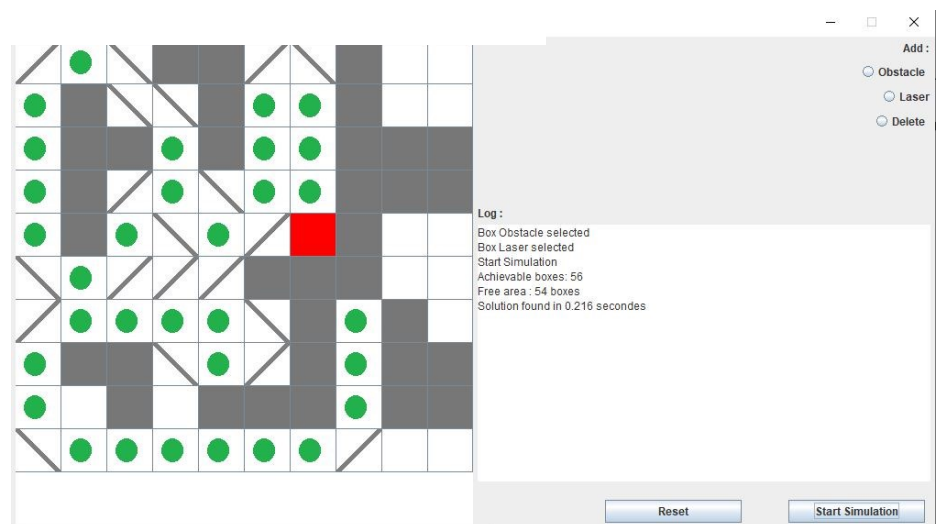 Add :
Obstacle
Laser
Delete
Log :
Box Obstacle selected
Box Laser selected
Start Simulation
Achievable boxes: 56
Free area : 54 boxes
Solution found in 0.216 secondes
Reset
Start Simulation